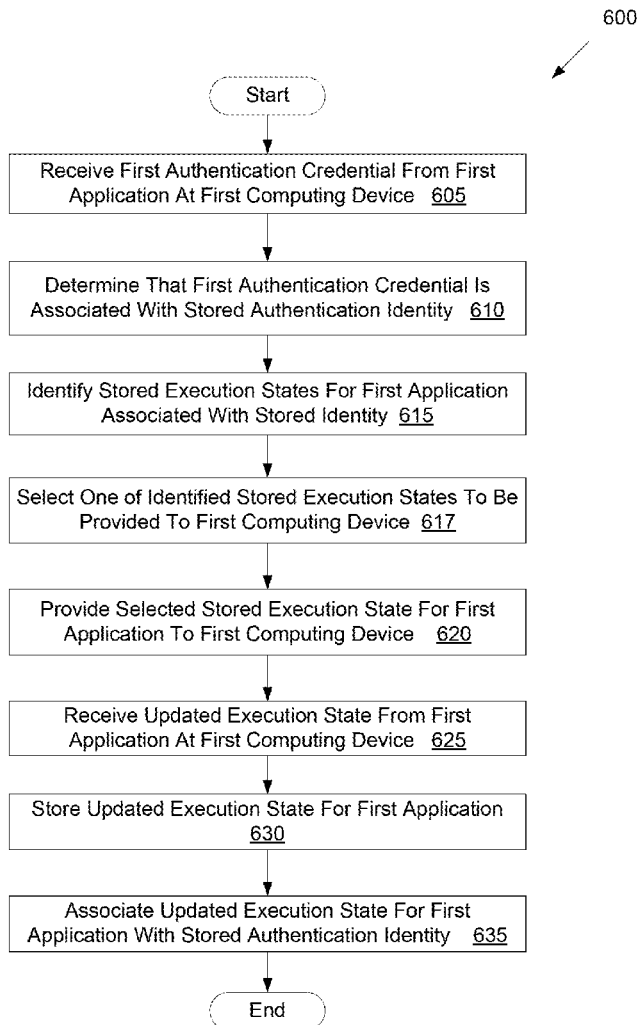 600
Start
Receive First Authentication Credential From First
Application At First Computing Device 605
Determine That First Authentication Credential Is
Associated With Stored Authentication Identity 610
Identify Stored Execution States For First Application
Associated With Stored Identity 615
Select One of Identified Stored Execution States To Be
Provided To First Computing Device 617
Provide Selected Stored Execution State For First
Application To First Computing Device 620
Receive Updated Execution State From First
Application At First Computing Device 625
Store Updated Execution State For First Application
630
Associate Updated Execution State For First
Application With Stored Authentication Identity 635
End